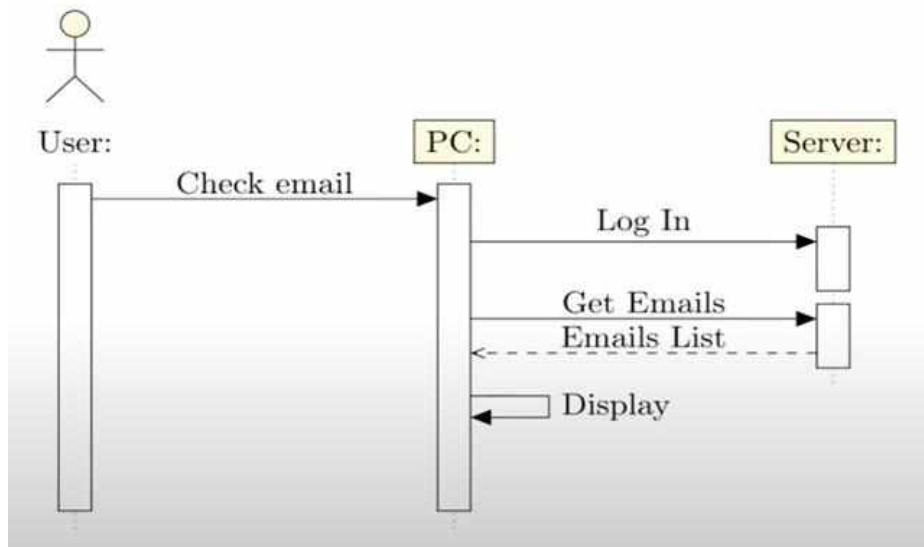 User:
PC:
Server:
Check email
Log In
Get Emails
Emails List
Display